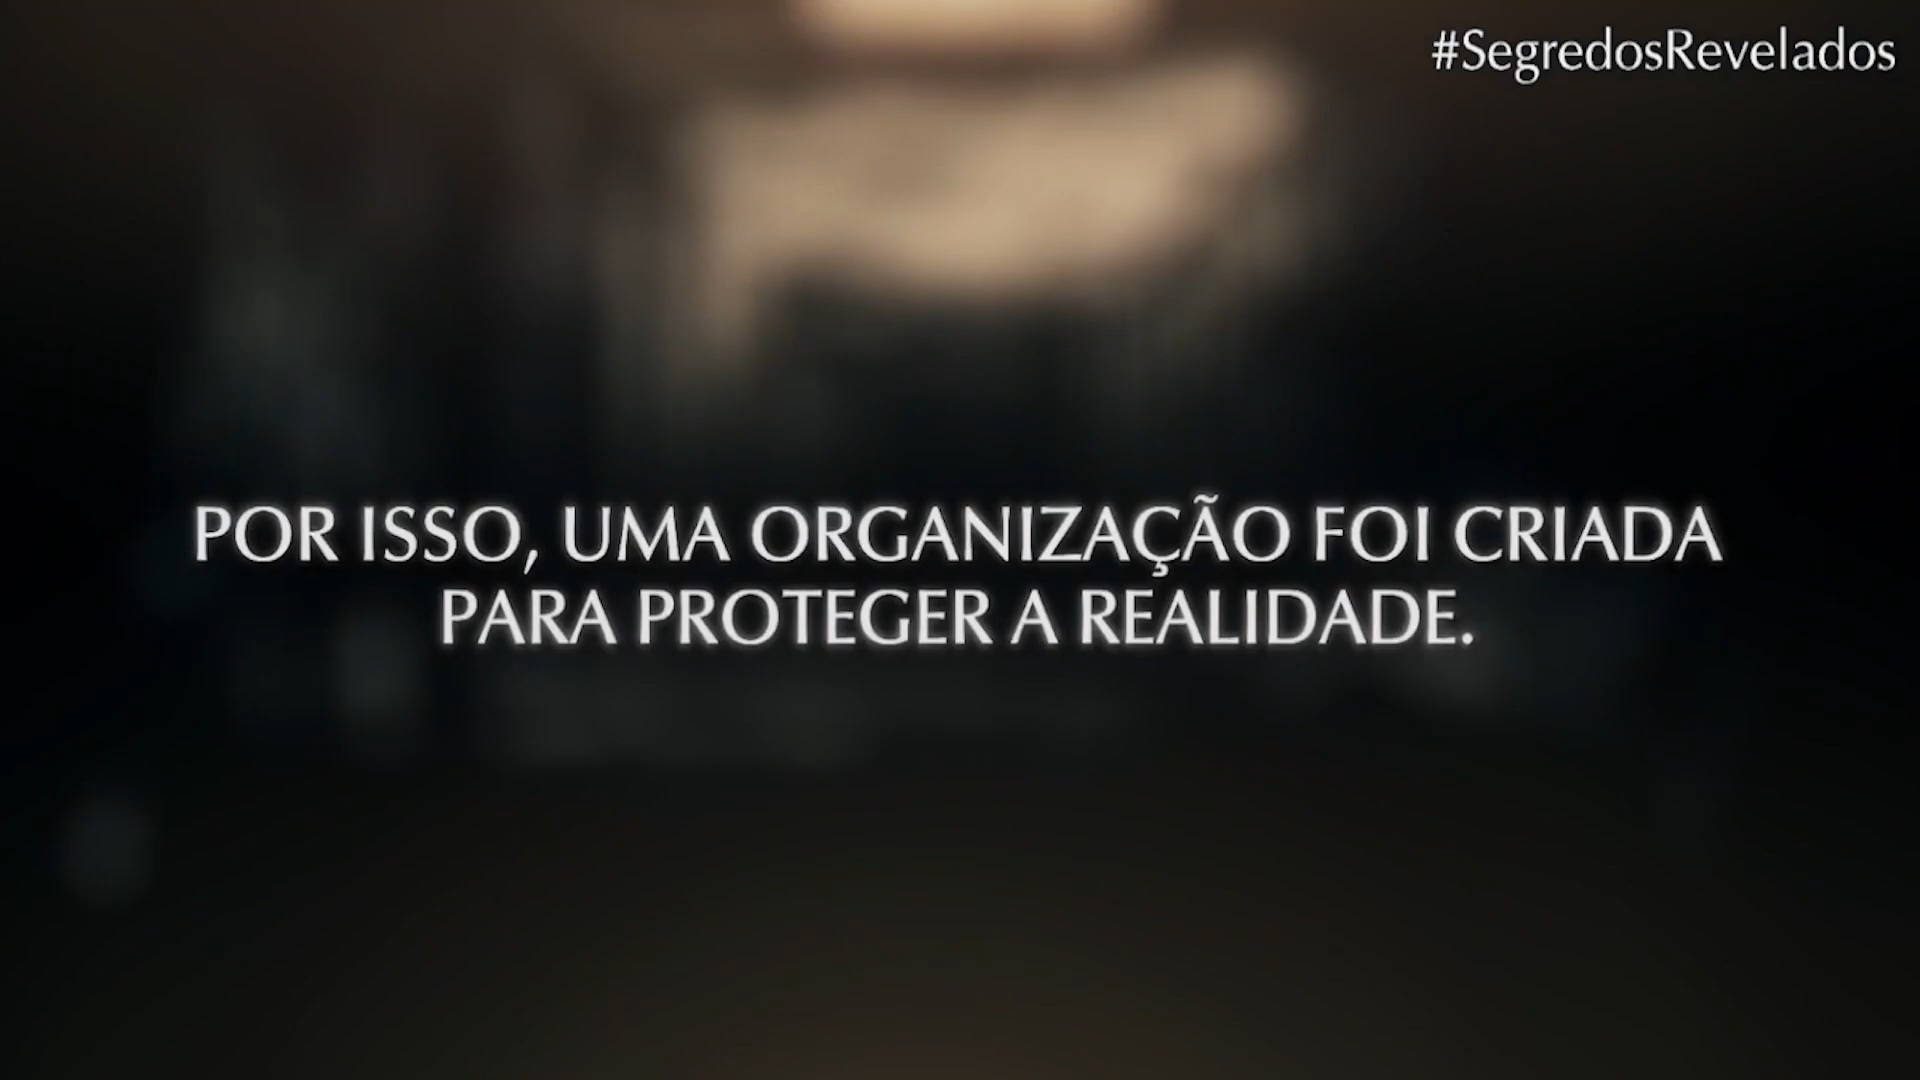 #SegredosRevelados
POR ISSO, UMA ORGANIZAÇÃO FOI CRIADA
PARA PROTEGER A REALIDADE.